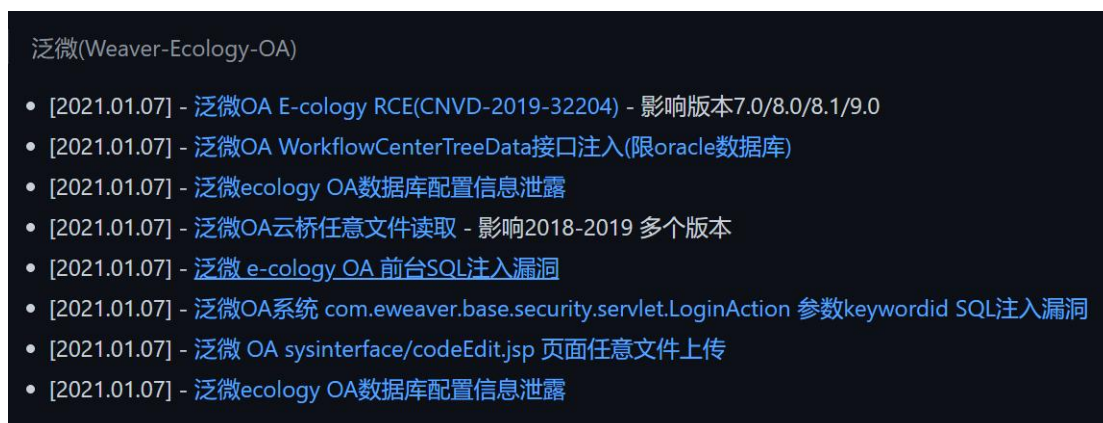 泛微(Weaver-Ecology-OA)
[2021.01.07] - 泛微OA E-cology RCE(CNVD-2019-32204) - 影响版本7.0/8.0/8.1/9.0
[2021.01.07] - 泛微OA WorkflowCenterTreeData接口注入(限oracle数据库)
[2021.01.07] - 泛微ecology OA数据库配置信息泄露
[2021.01.07] - 泛微OA云桥任意文件读取 - 影响2018-2019 多个版本
[2021.01.07] - 泛微 e-cology OA 前台SQL注入漏洞
[2021.01.07] - 泛微OA系统 com.eweaver.base.security.servlet.LoginAction 参数keywordid SQL注入漏洞
[2021.01.07] - 泛微 OA sysinterface/codeEdit.jsp 页面任意文件上传
[2021.01.07] - 泛微ecology OA数据库配置信息泄露